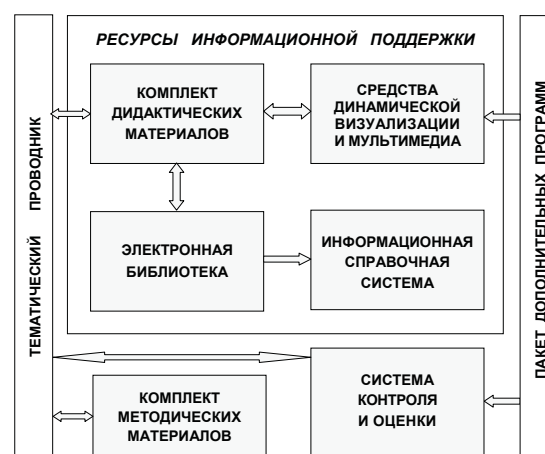 РЕСУРСЫ ИНФОРМАЦИОННОЙ ПОДДЕРЖКИ
КОМПЛЕКТ
ДИДАКТИЧЕСКИХ
МАТЕРИАЛОВ
СРЕДСТВА
ДИНАМИЧЕСКОЙ
ВИЗУАЛИЗАЦИИ
И МУЛЬТИМЕДИА
ЭЛЕКТРОННАЯ
БИБЛИОТЕКА
ИНФОРМАЦИОННАЯ
СПРАВОЧНАЯ
СИСТЕМА
ТЕМАТИЧЕСКИЙ ПРОВОДНИК
ПАКЕТ ДОПОЛНИТЕЛЬНЫХ ПРОГРАММ
КОМПЛЕКТ
МЕТОДИЧЕСКИХ
МАТЕРИАЛОВ
СИСТЕМА
КОНТРОЛЯ
И ОЦЕНКИ